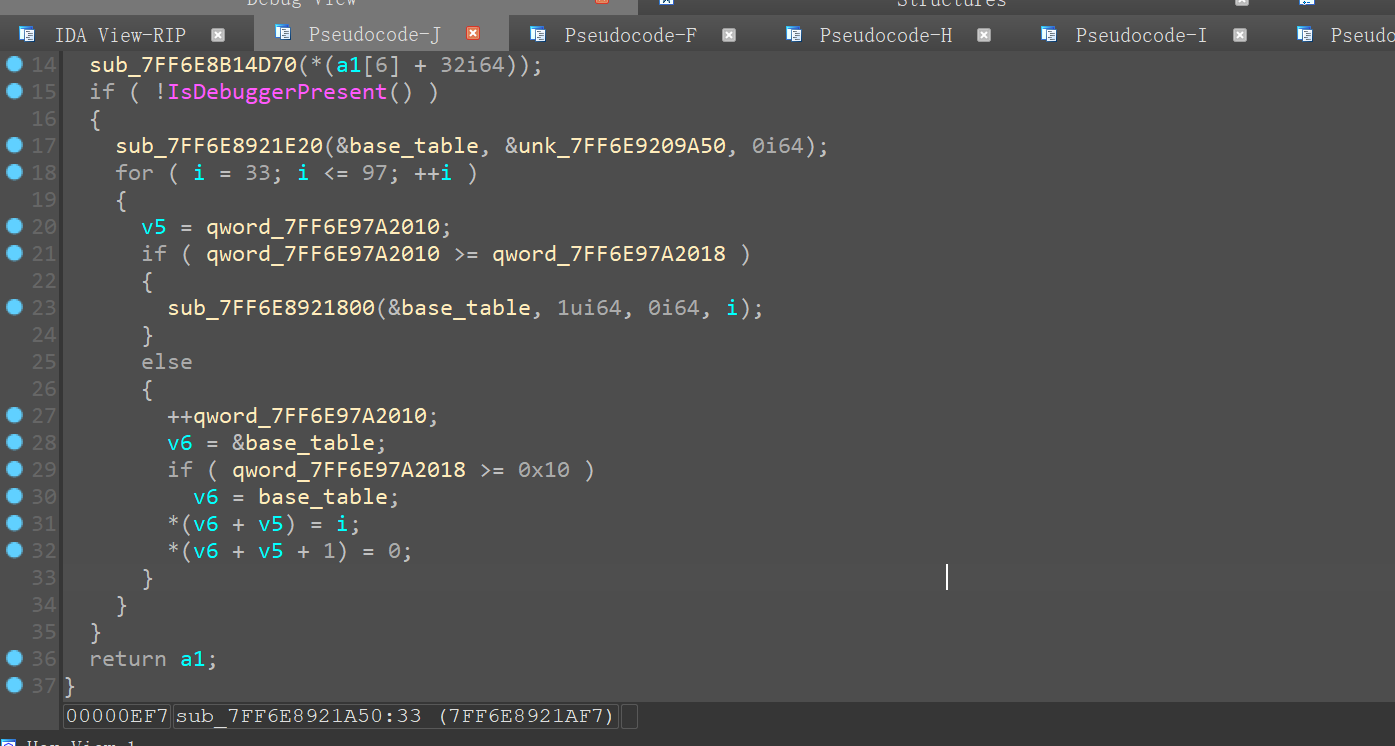 Debug View Structures
IDA View-RIP Pseudocode-J Pseudocode-F Pseudocode-H Pseudocode-I Pseudo
14 sub_7FF6E8B14D70(*(a1[6] + 32i64));
15 if ( !IsDebuggerPresent() )
16 {
17 sub_7FF6E8921E20(&base_table, &unk_7FF6E9209A50, 0i64);
18 for ( i = 33; i <= 97; ++i )
19 {
20 v5 = qword_7FF6E97A2010;
21 if ( qword_7FF6E97A2010 >= qword_7FF6E97A2018 )
22 {
23 sub_7FF6E8921800(&base_table, 1ui64, 0i64, i);
24 }
25 else
26 {
27 ++qword_7FF6E97A2010;
28 v6 = &base_table;
29 if ( qword_7FF6E97A2018 >= 0x10 )
30 v6 = base_table;
31 *(v6 + v5) = i;
32 *(v6 + v5 + 1) = 0;
33 }
34 }
35 }
36 return a1;
37 }
00000EF7 sub_7FF6E8921A50:33 (7FF6E8921AF7)
Hex View-1